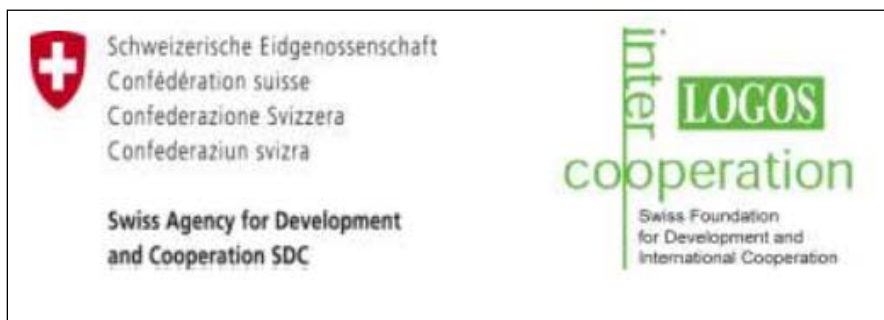 Schweizerische Eidgenossenschaft
Confédération suisse
Confederazione Svizzera
Confederaziun svizra
Swiss Agency for Development
and Cooperation SDC
inter
LOGOS
cooperation
Swiss Foundation
for Development and
International Cooperation